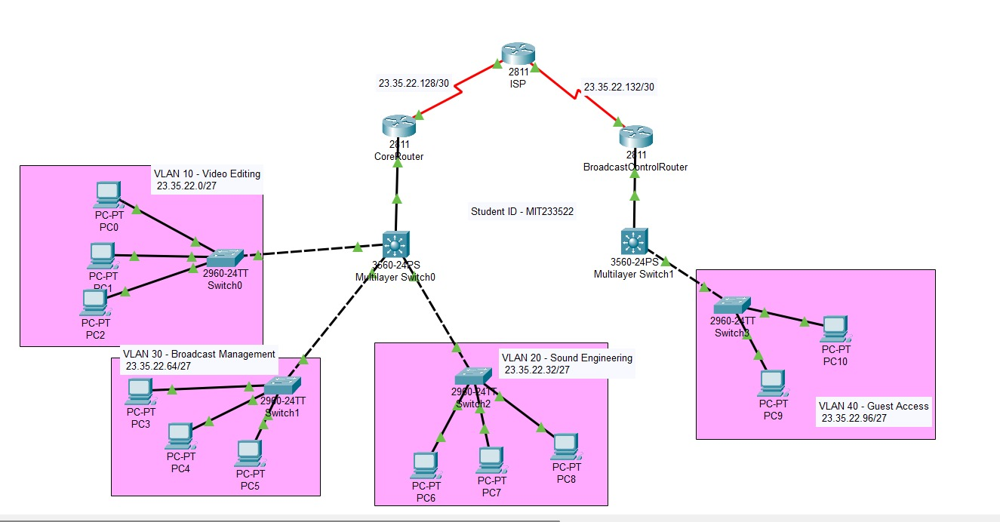 2811
ISP
23.35.22.128/30
23.35.22.132/30
2811
CoreRouter
2811
BroadcastControlRouter
VLAN 10 - Video Editing
23.35.22.0/27
PC-PT
PC0
PC-PT
PC1
PC-PT
PC2
2960-24TT
Switch0
Student ID - MIT233522
3560-24PS
Multilayer Switch0
3560-24PS
Multilayer Switch1
VLAN 30 - Broadcast Management
23.35.22.64/27
PC-PT
PC3
PC-PT
PC4
PC-PT
PC5
2960-24TT
Switch1
VLAN 20 - Sound Engineering
23.35.22.32/27
2960-24TT
Switch2
PC-PT
PC6
PC-PT
PC7
PC-PT
PC8
2960-24TT
Switch3
PC-PT
PC10
PC-PT
PC9
VLAN 40 - Guest Access
23.35.22.96/27